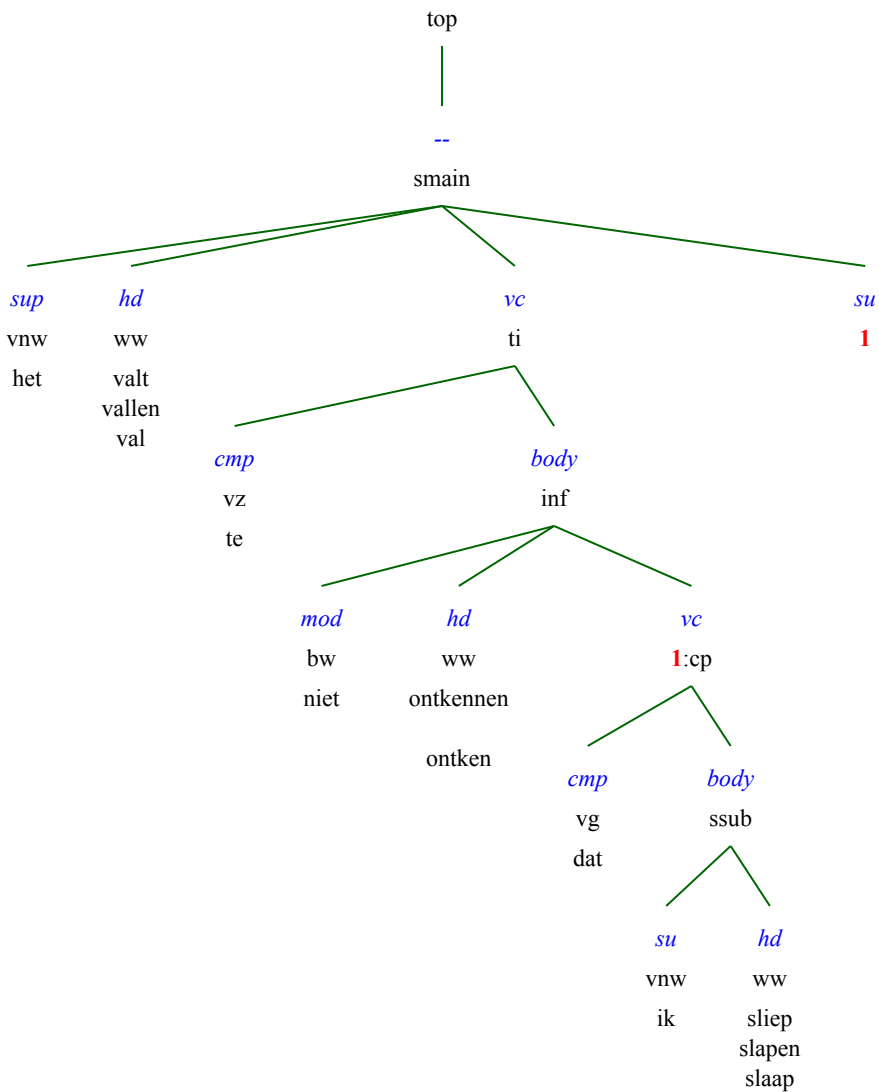 top
--
smain
sup hd vc su
vnw ww ti 1
het valt
vallen
val
cmp body
vz inf
te
mod hd vc
bw ww 1:cp
niet ontkennen
ontken
cmp body
vg ssub
dat
su hd
vnw ww
ik sliep
slapen
slaap